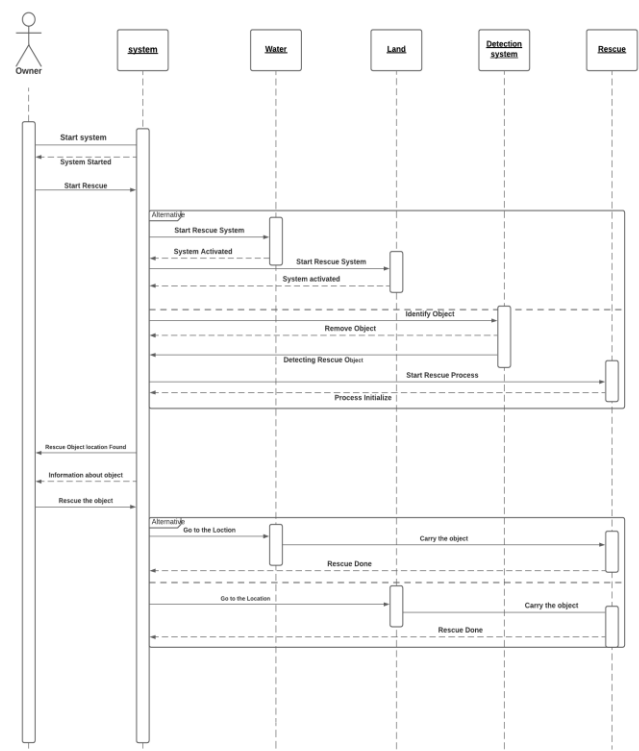 Owner
system
Water
Land
Detection
system
Rescue
Start system
System Started
Start Rescue
Alternative
Start Rescue System
System Activated
Start Rescue System
System activated
Identify Object
Remove Object
Detecting Rescue Object
Start Rescue Process
Process Initialize
Rescue Object location Found
Information about object
Rescue the object
Alternative
Go to the Loction
Carry the object
Rescue Done
Go to the Location
Carry the object
Rescue Done